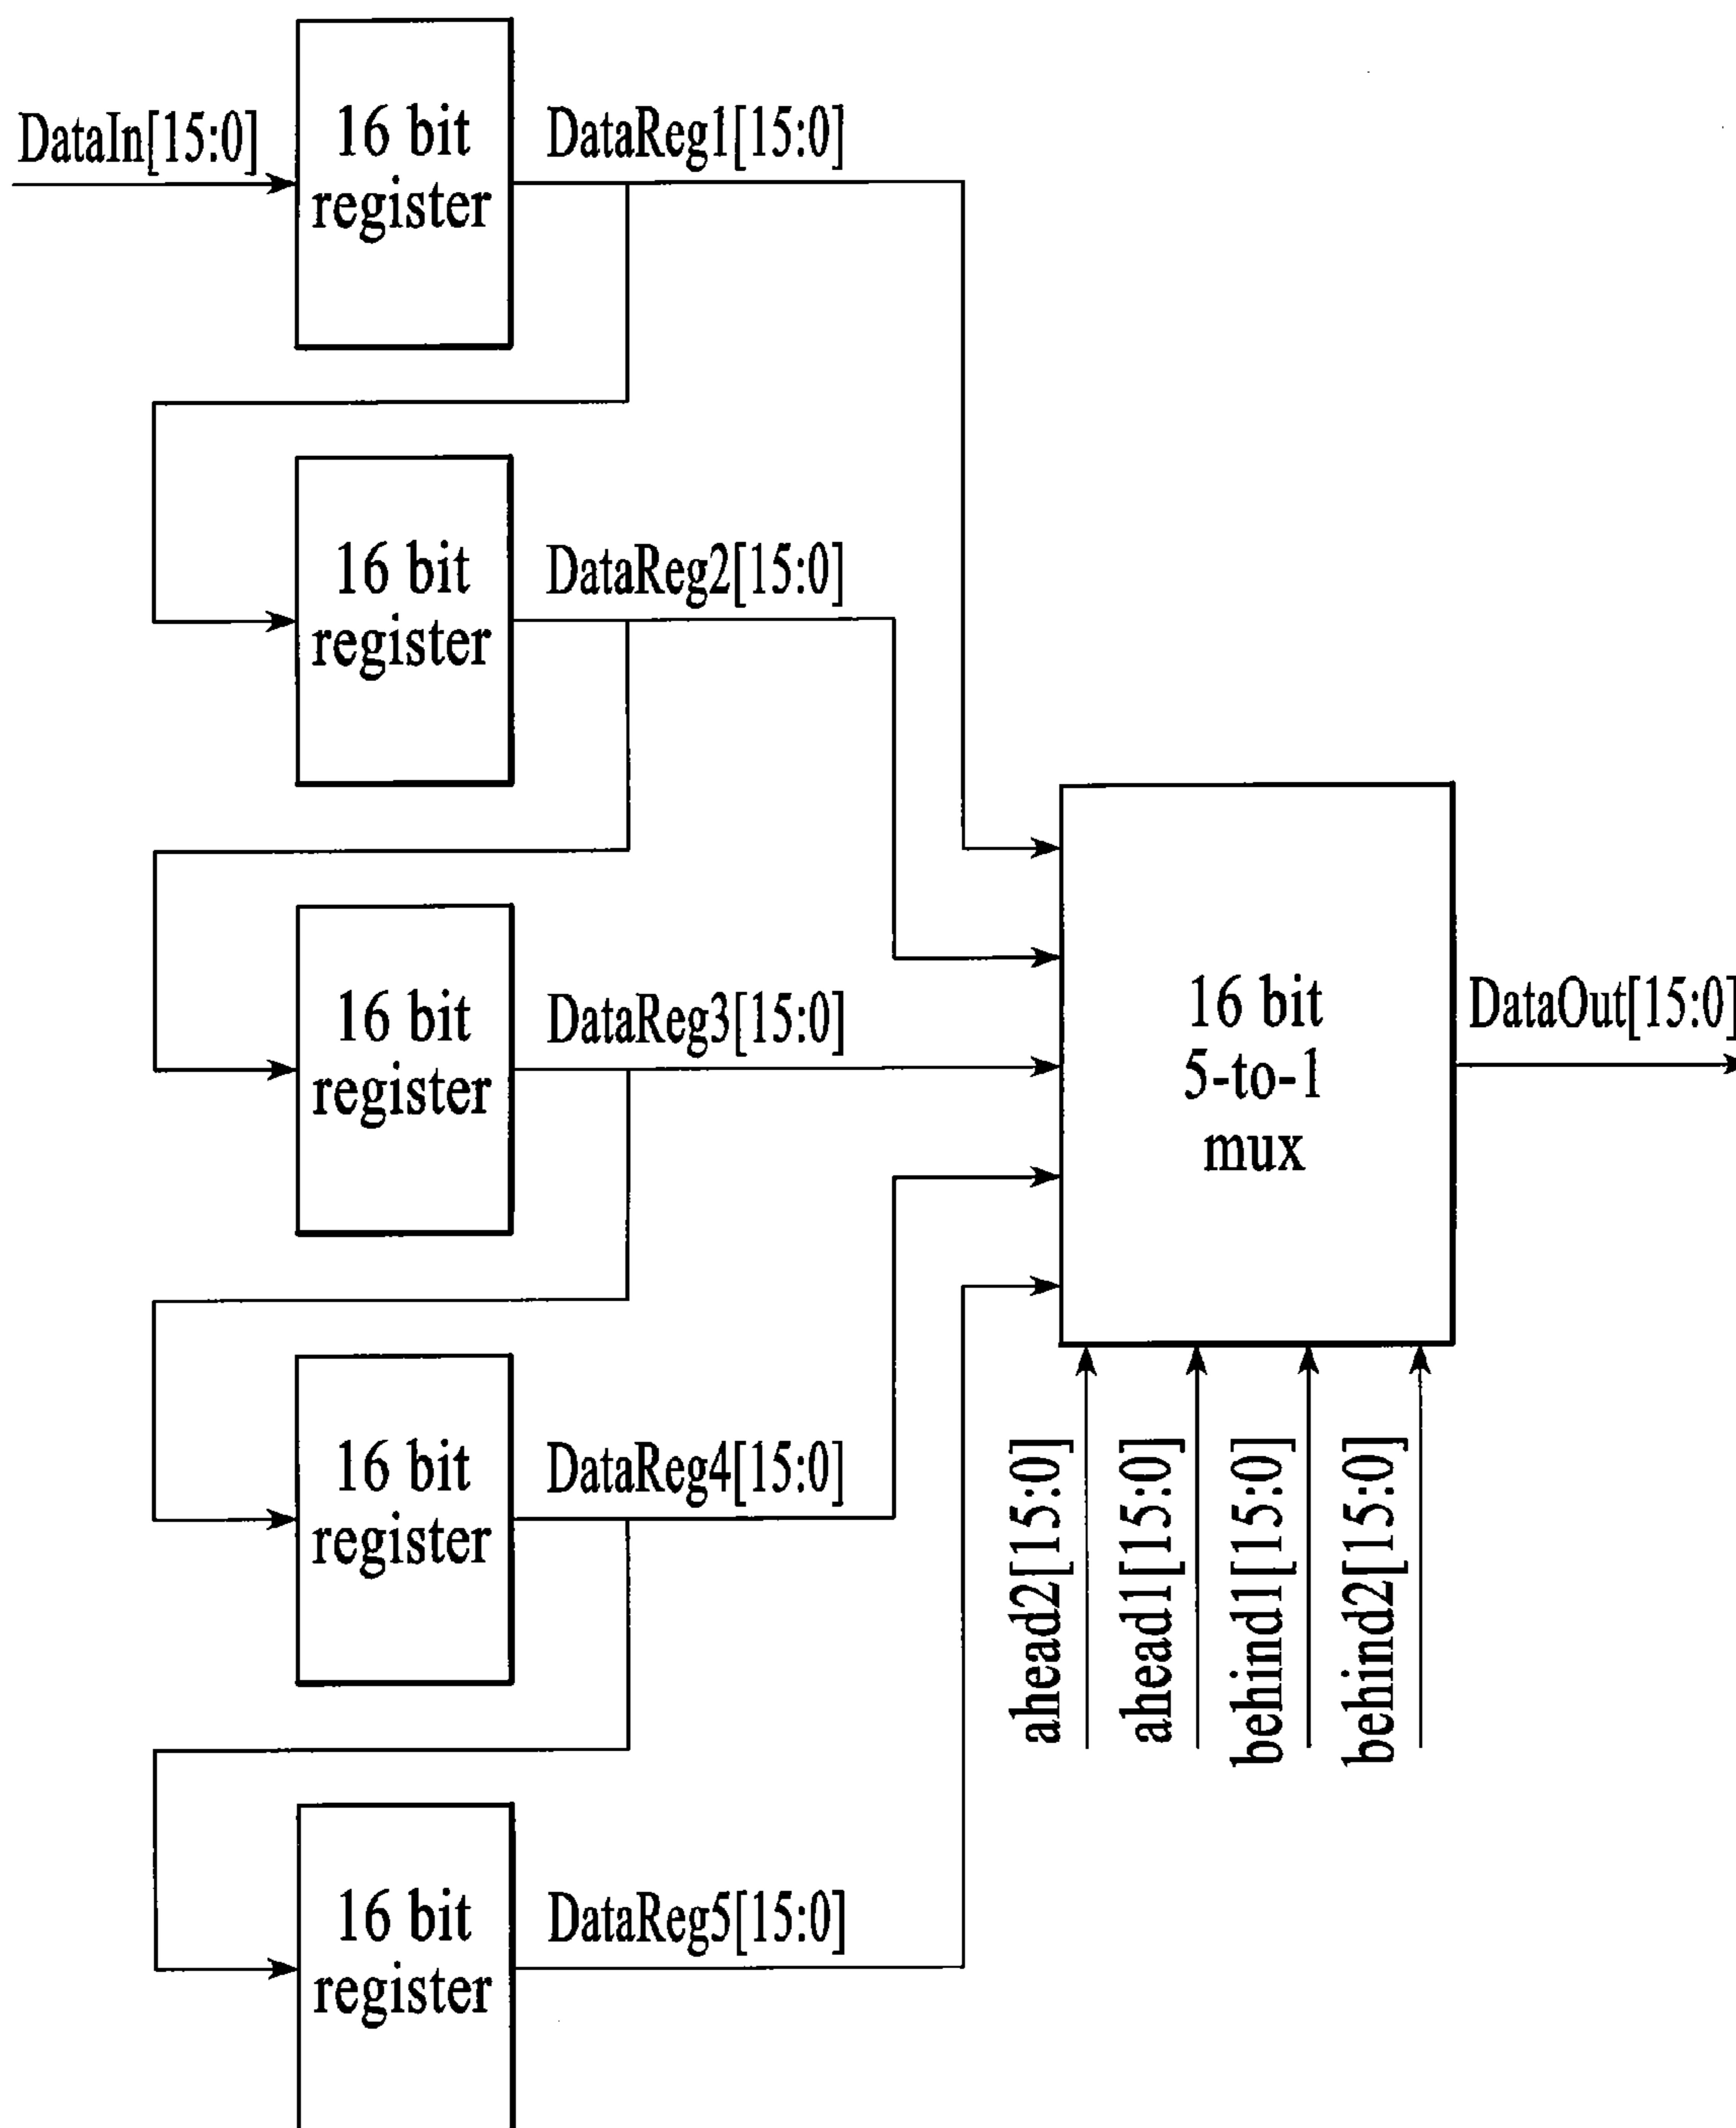 DataIn[15:0]
16 bit
register
DataReg1[15:0]
16 bit
register
DataReg2[15:0]
16 bit
register
DataReg3[15:0]
16 bit
register
DataReg4[15:0]
16 bit
register
DataReg5[15:0]
16 bit
5-to-1
mux
DataOut[15:0]
ahead2[15:0]
ahead1[15:0]
behind1[15:0]
behind2[15:0]